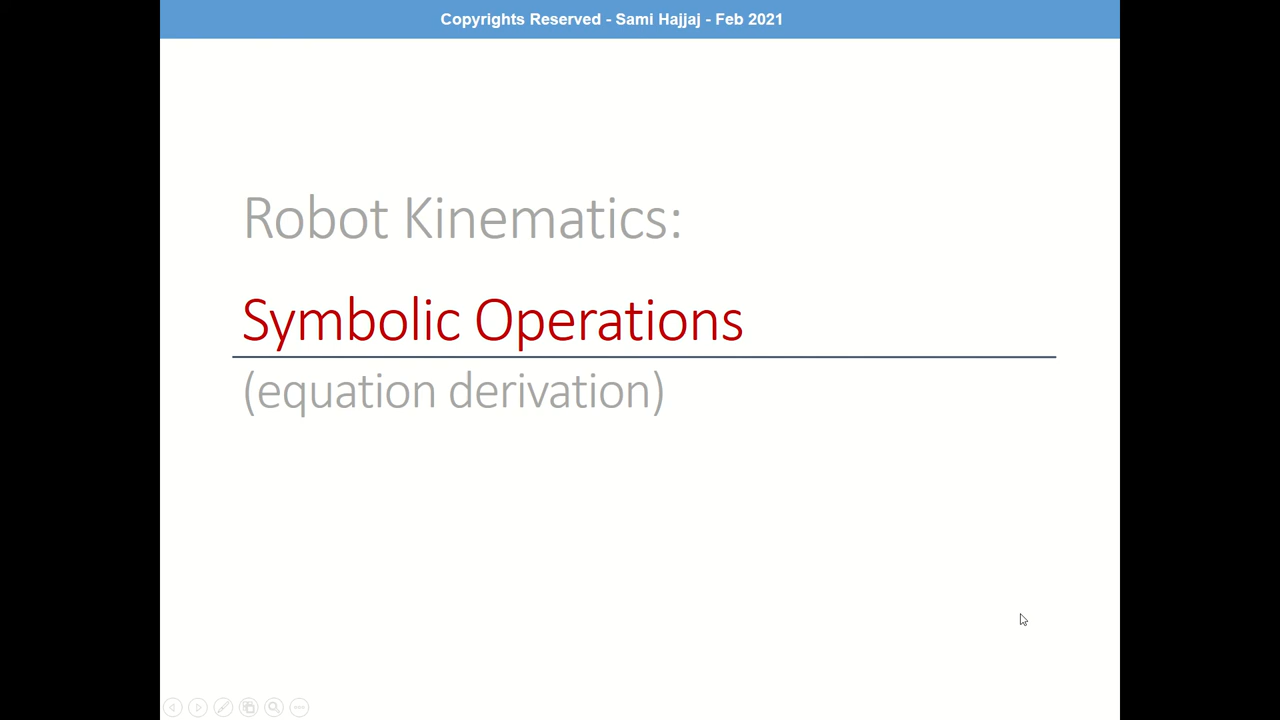 Copyrights Reserved - Sami Hajjaj - Feb 2021
Robot Kinematics:
Symbolic Operations
(equation derivation)